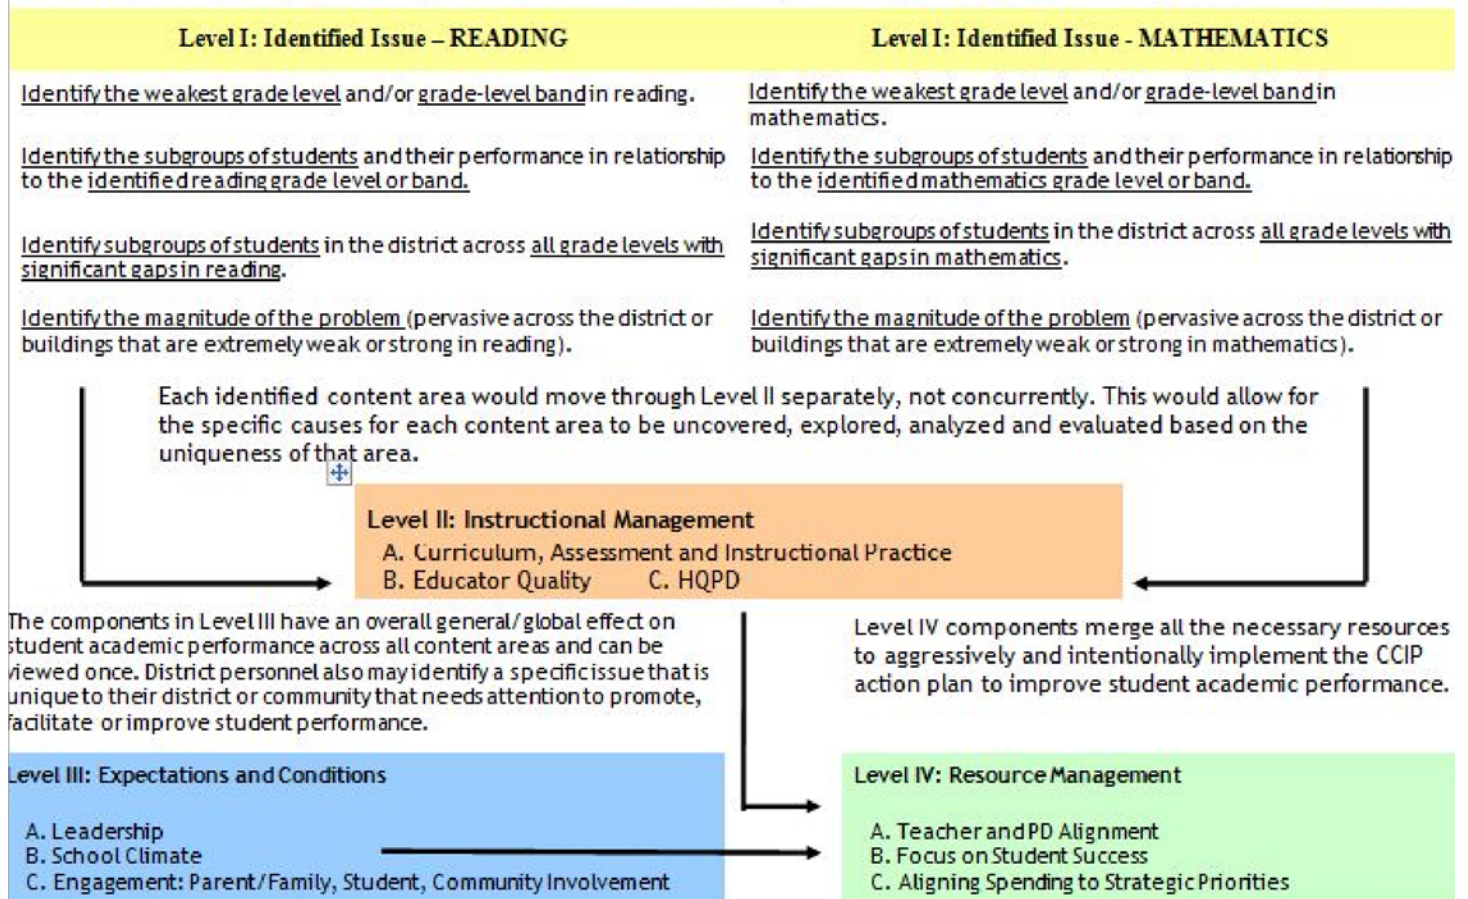 Level I: Identified Issue – READING
Identify the weakest grade level and/or grade-level band in reading.
Identify the subgroups of students and their performance in relationship
to the identified reading grade level or band.
Identify subgroups of students in the district across all grade levels with
significant gaps in reading.
Identify the magnitude of the problem (pervasive across the district or
buildings that are extremely weak or strong in reading).
Level I: Identified Issue - MATHEMATICS
Identify the weakest grade level and/or grade-level band in
mathematics.
Identify the subgroups of students and their performance in relationship
to the identified mathematics grade level or band.
Identify subgroups of students in the district across all grade levels with
significant gaps in mathematics.
Identify the magnitude of the problem (pervasive across the district or
buildings that are extremely weak or strong in mathematics).
Each identified content area would move through Level II separately, not concurrently. This would allow for
the specific causes for each content area to be uncovered, explored, analyzed and evaluated based on the
uniqueness of that area.
Level II: Instructional Management
A. Curriculum, Assessment and Instructional Practice
B. Educator Quality C. HQPD
The components in Level III have an overall general/global effect on
student academic performance across all content areas and can be
viewed once. District personnel also may identify a specific issue that is
unique to their district or community that needs attention to promote,
facilitate or improve student performance.
Level IV components merge all the necessary resources
to aggressively and intentionally implement the CCIP
action plan to improve student academic performance.
Level III: Expectations and Conditions
A. Leadership
B. School Climate
C. Engagement: Parent/Family, Student, Community Involvement
Level IV: Resource Management
A. Teacher and PD Alignment
B. Focus on Student Success
C. Aligning Spending to Strategic Priorities